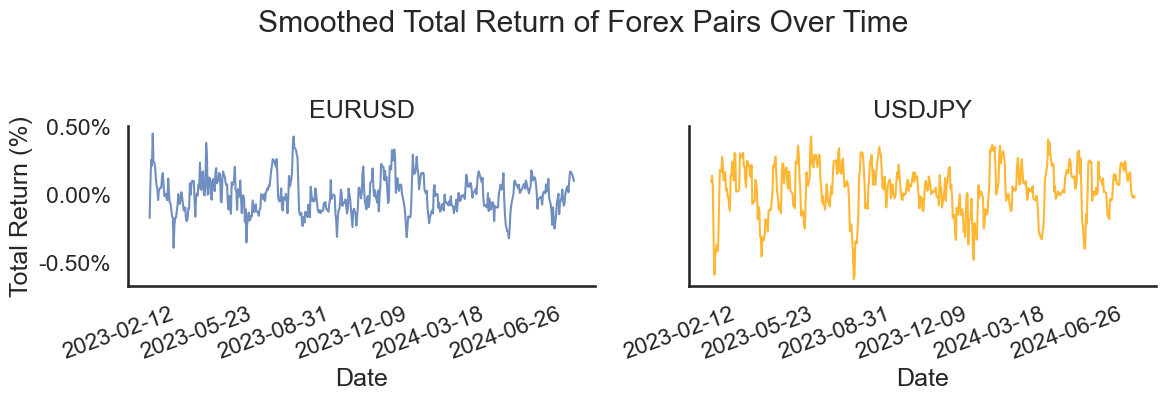 Smoothed Total Return of Forex Pairs Over Time
EURUSD
USDJPY
Total Return (%)
0.50%
0.00%
-0.50%
2023-02-12
2023-05-23
2023-08-31
2023-12-09
2024-03-18
2024-06-26
2023-02-12
2023-05-23
2023-08-31
2023-12-09
2024-03-18
2024-06-26
Date
Date